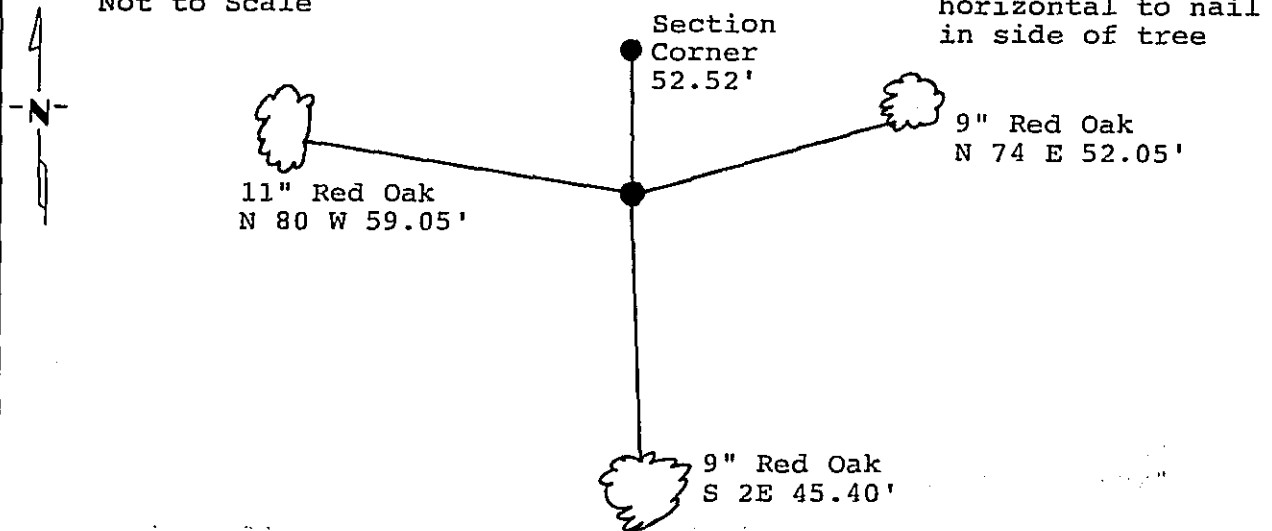 Not to Scale
horizontal to nail
in side of tree
Section
Corner
52.52'
-N-
9" Red Oak
N 74 E 52.05'
11" Red Oak
N 80 W 59.05'
9" Red Oak
S 2E 45.40'